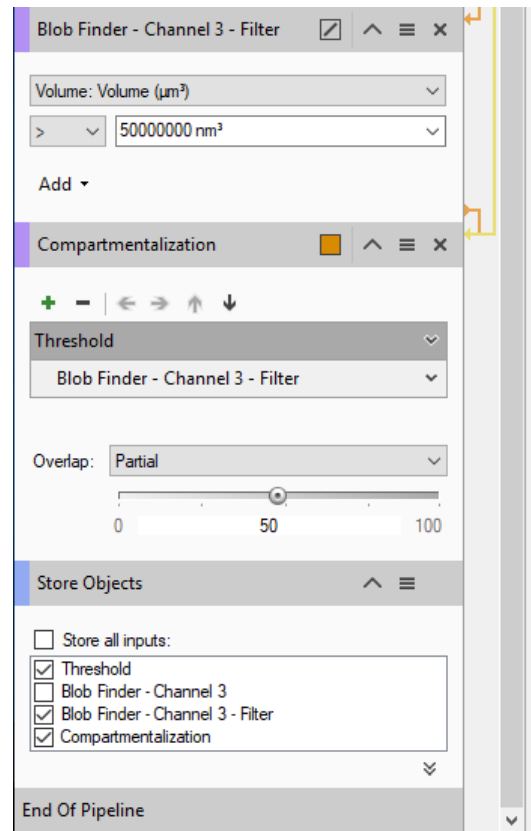 Blob Finder - Channel 3 - Filter
Volume: Volume (µm³)
> 50000000 nm³
Add
Compartmentalization
Threshold
Blob Finder - Channel 3 - Filter
Overlap: Partial
0 50 100
Store Objects
Store all inputs:
Threshold
Blob Finder - Channel 3
Blob Finder - Channel 3 - Filter
Compartmentalization
End Of Pipeline